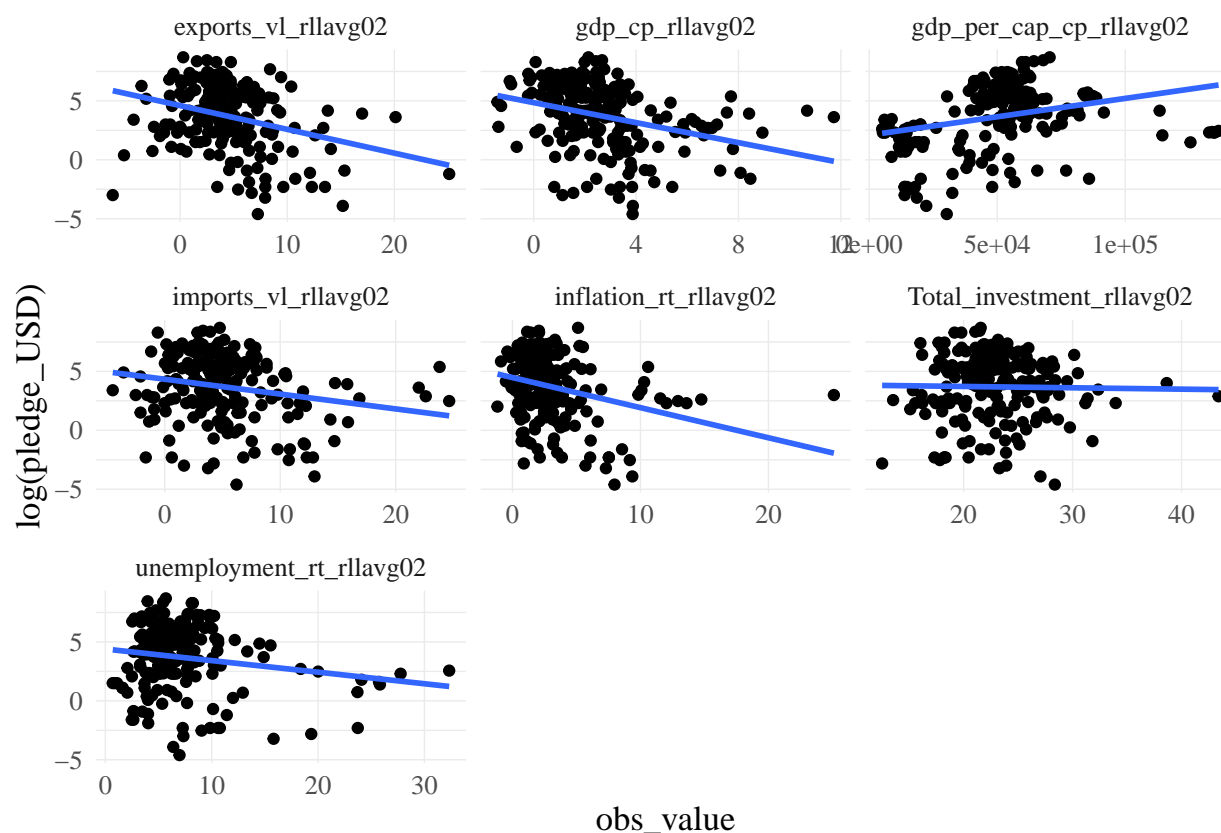 exports_vl_rllavg02 gdp_cp_rllavg02 gdp_per_cap_cp_rllavg02
5
0
−5
0 10 20 0 4 8 12 0e+00 5e+04 1e+05
imports_vl_rllavg02 inflation_rt_rllavg02 Total_investment_rllavg02
5
0
−5
0 10 20 0 10 20 20 30 40
unemployment_rt_rllavg02
5
0
−5
0 10 20 30
log(pledge_USD)
obs_value